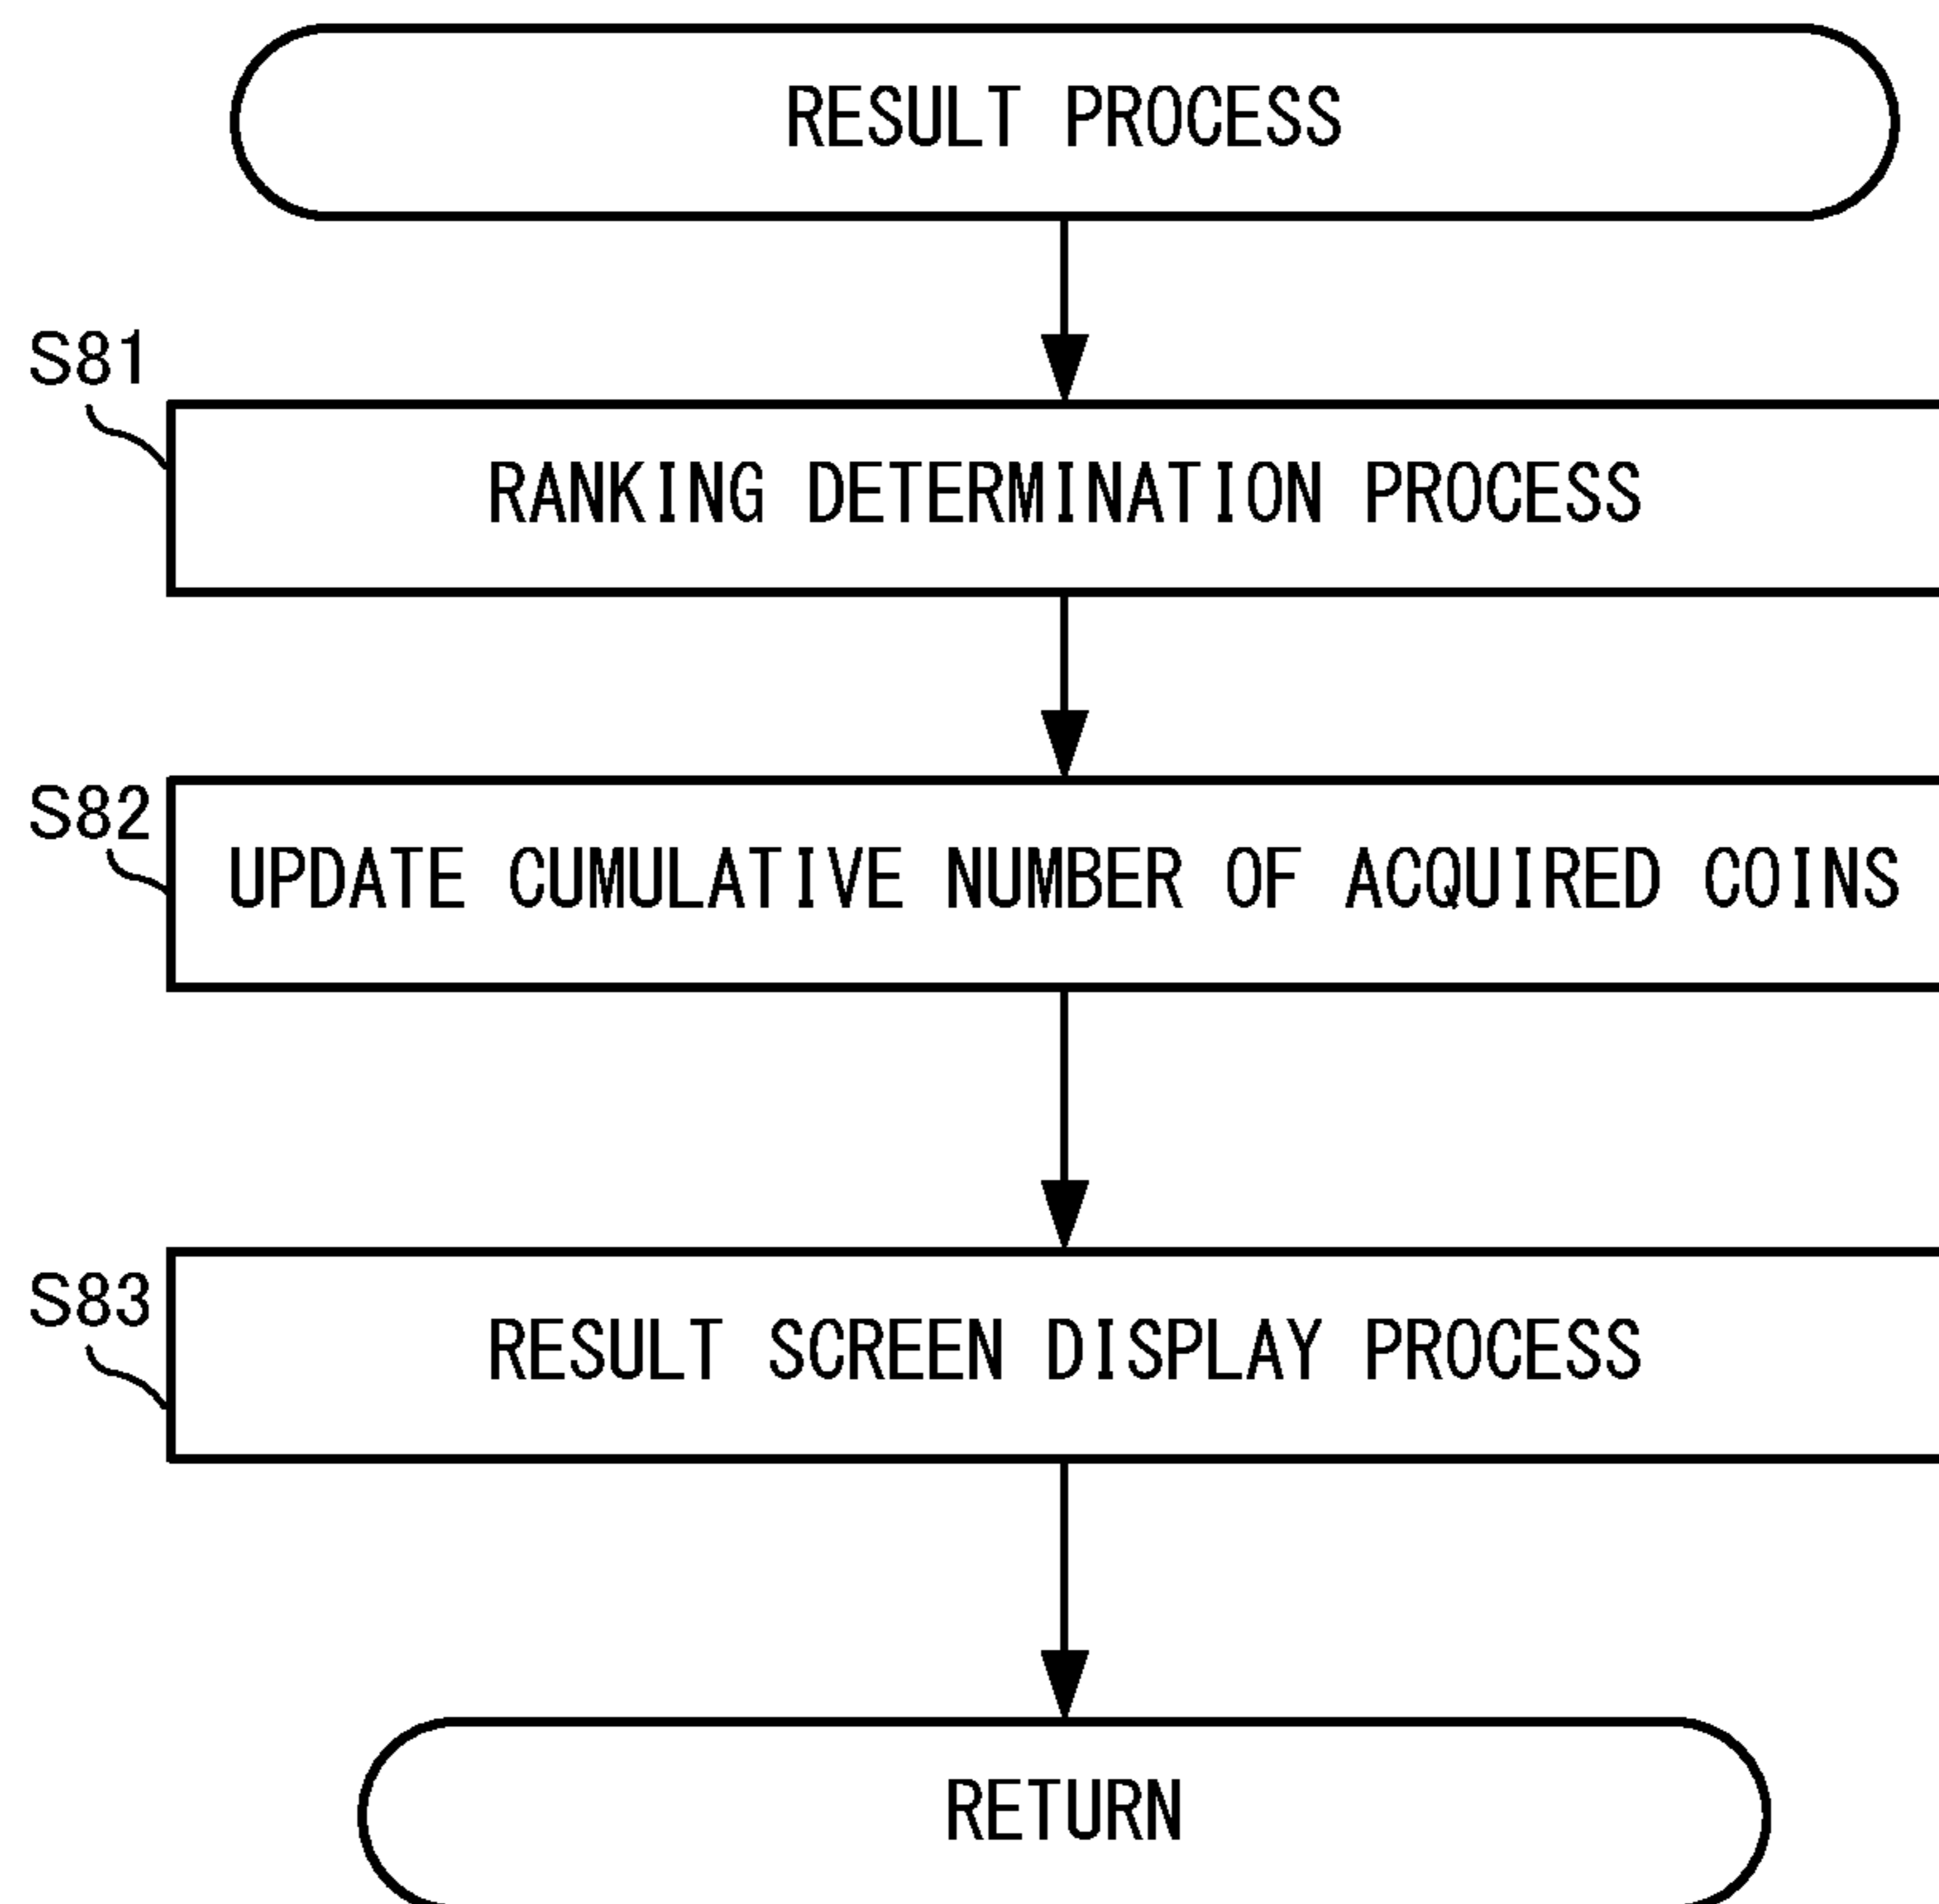 RESULT PROCESS
S81
RANKING DETERMINATION PROCESS
S82
UPDATE CUMULATIVE NUMBER OF ACQUIRED COINS
S83
RESULT SCREEN DISPLAY PROCESS
RETURN